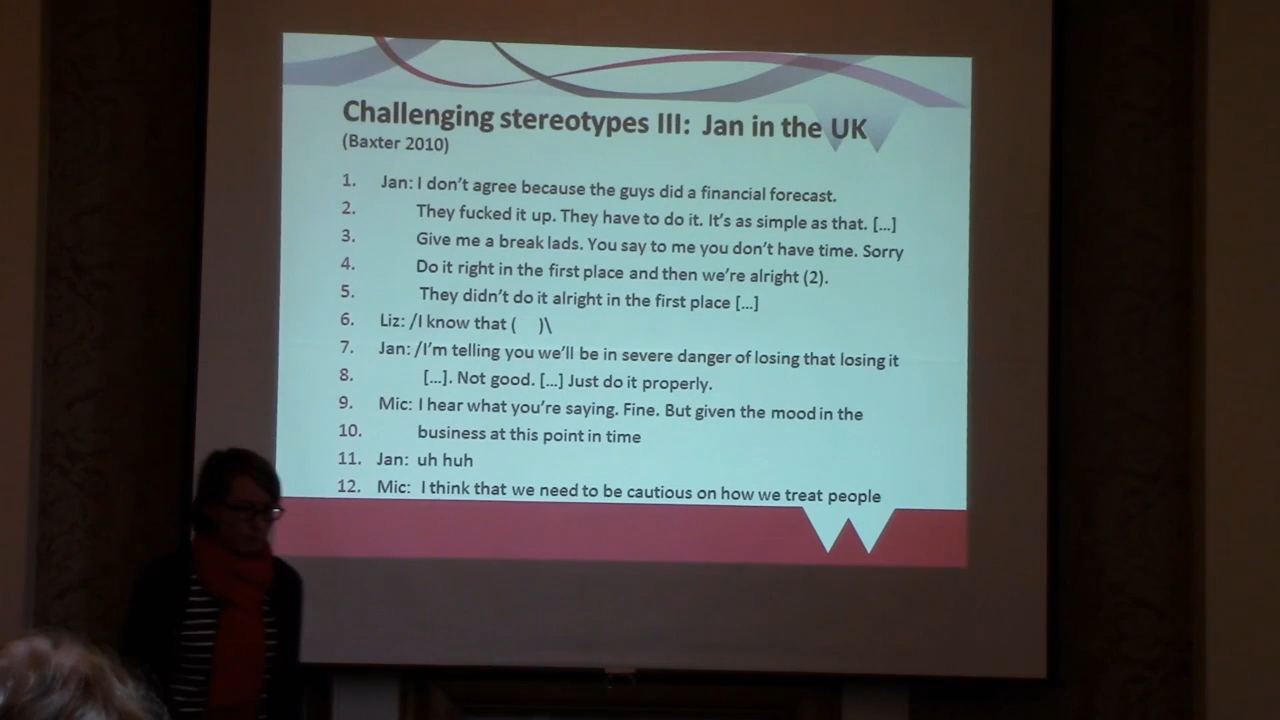 Challenging stereotypes III: Jan in the UK
(Baxter 2010)
1. Jan: I don't agree because the guys did a financial forecast.
2. They fucked it up. They have to do it. It's as simple as that. […]
3. Give me a break lads. You say to me you don't have time. Sorry
4. Do it right in the first place and then we're alright (2).
5. They didn't do it alright in the first place […]
6. Liz: /I know that ( )\
7. Jan: /I'm telling you we'll be in severe danger of losing that losing it
8. […]. Not good. […] Just do it properly.
9. Mic: I hear what you're saying. Fine. But given the mood in the
10. business at this point in time
11. Jan: uh huh
12. Mic: I think that we need to be cautious on how we treat people